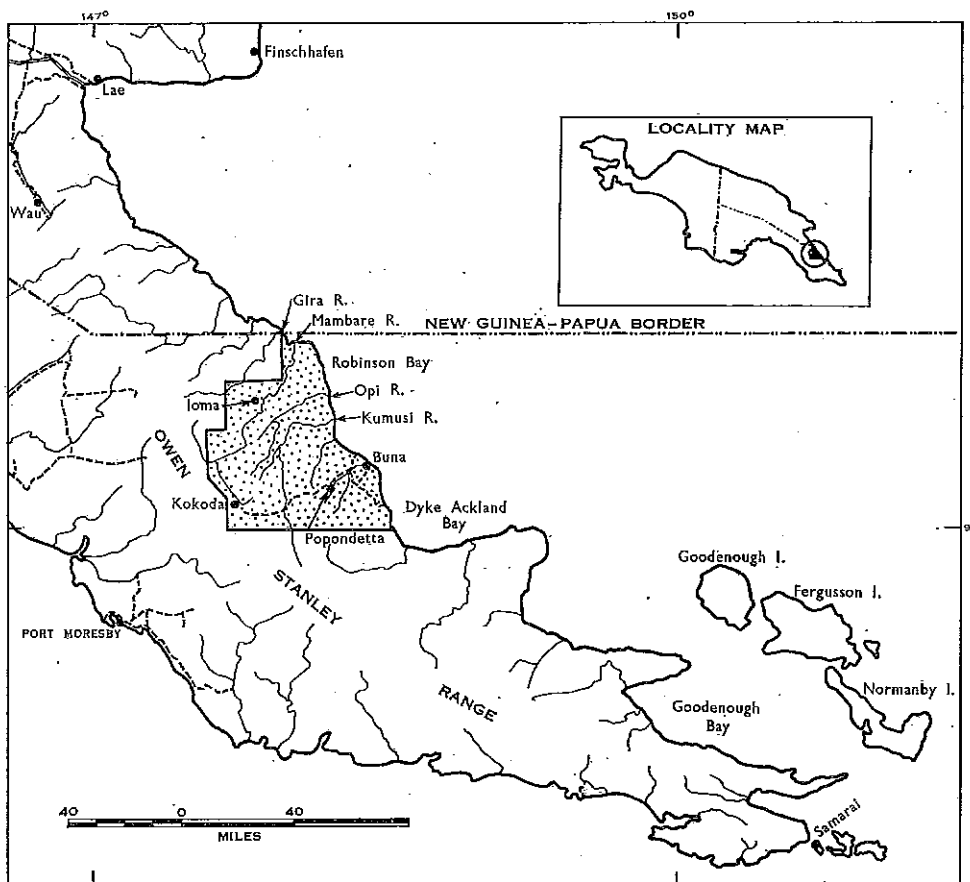 147°
150°
Finschhafen
Lae
LOCALITY MAP
Wau
Gira R.
Mambare R.
NEW GUINEA-PAPUA BORDER
Robinson Bay
Ioma
Opi R.
Kumusi R.
OWEN
Buna
Kokoda
Dyke Ackland
Bay
9
Popondetta
Goodenough I.
STANLEY
Fergusson I.
PORT MORESBY
RANGE
Goodenough
Bay
Normanby I.
40 0 40
MILES
Samarai